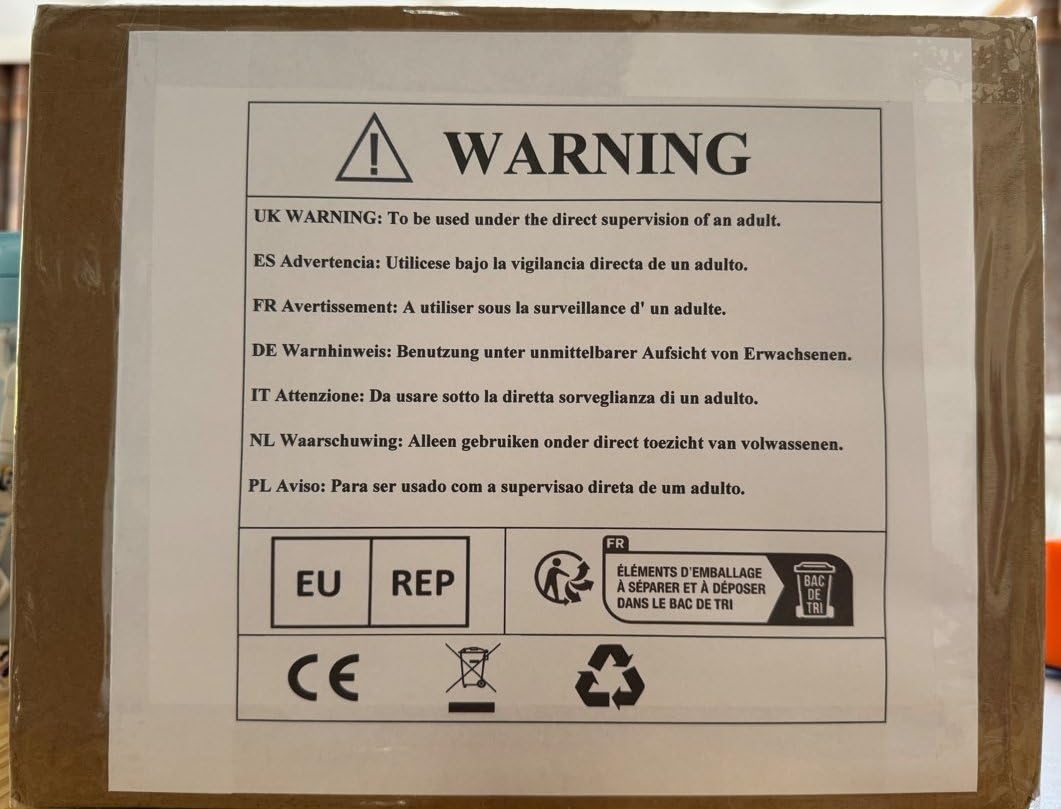 WARNING
UK WARNING: To be used under the direct supervision of an adult.
ES Advertencia: Utilicese bajo la vigilancia directa de un adulto.
FR Avertissement: A utiliser sous la surveillance d' un adulte.
DE Warnhinweis: Benutzung unter unmittelbarer Aufsicht von Erwachsenen.
IT Attenzione: Da usare sotto la diretta sorveglianza di un adulto.
NL Waarschuwing: Alleen gebruiken onder direct toezicht van volwassenen.
PL Aviso: Para ser usado com a supervisao direta de um adulto.
EU REP
FR
ÉLÉMENTS D'EMBALLAGE
À SÉPARER ET À DÉPOSER
DANS LE BAC DE TRI
BAC
DE
TRI
CE